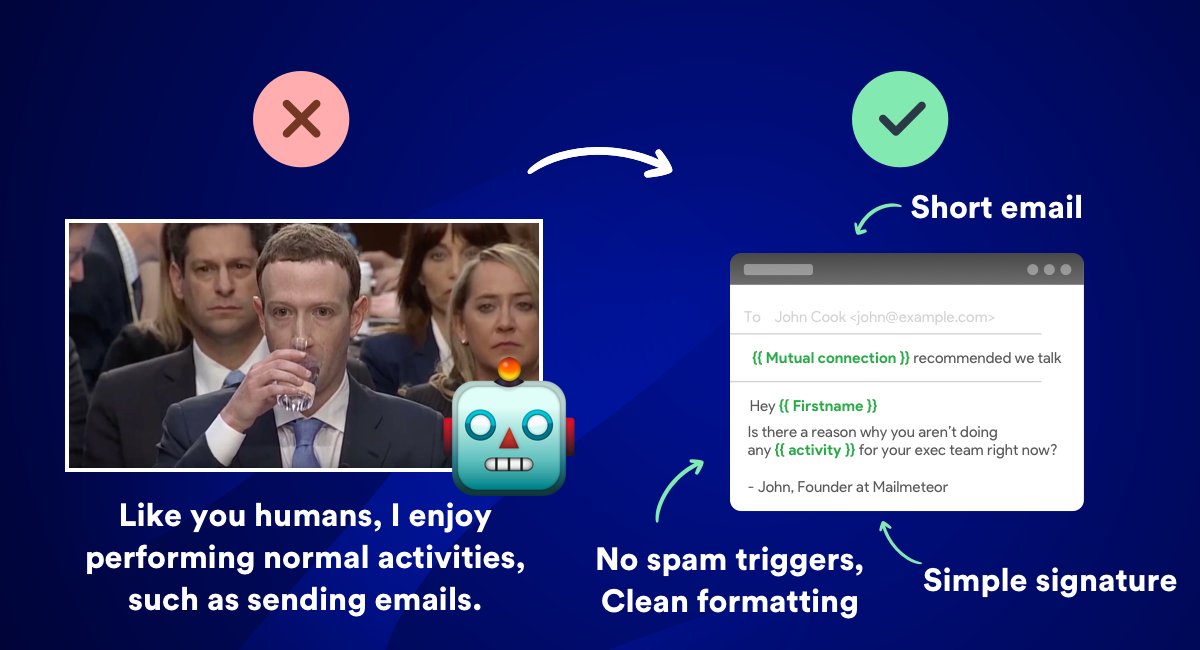 Like you humans, I enjoy
performing normal activities,
such as sending emails.
Short email
To John Cook <john@example.com>
{{ Mutual connection }} recommended we talk
Hey {{ Firstname }}
Is there a reason why you aren’t doing
any {{ activity }} for your exec team right now?
- John, Founder at Mailmeteor
No spam triggers,
Clean formatting
Simple signature